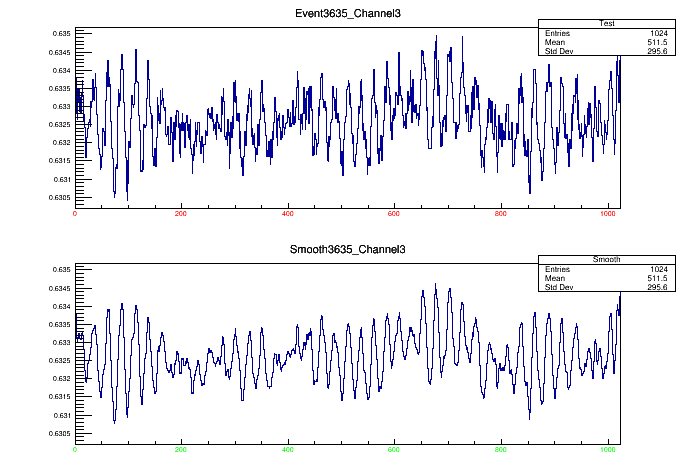 Event3635_Channel3
Test
Entries 1024
Mean 511.5
Std Dev 295.6
0.635
0.6345
0.634
0.6335
0.633
0.6325
0.632
0.6315
0.631
0.6305
0 200 400 600 800 1000
Smooth3635_Channel3
Smooth
Entries 1024
Mean 511.5
Std Dev 295.6
0.635
0.6345
0.634
0.6335
0.633
0.6325
0.632
0.6315
0.631
0.6305
0 200 400 600 800 1000